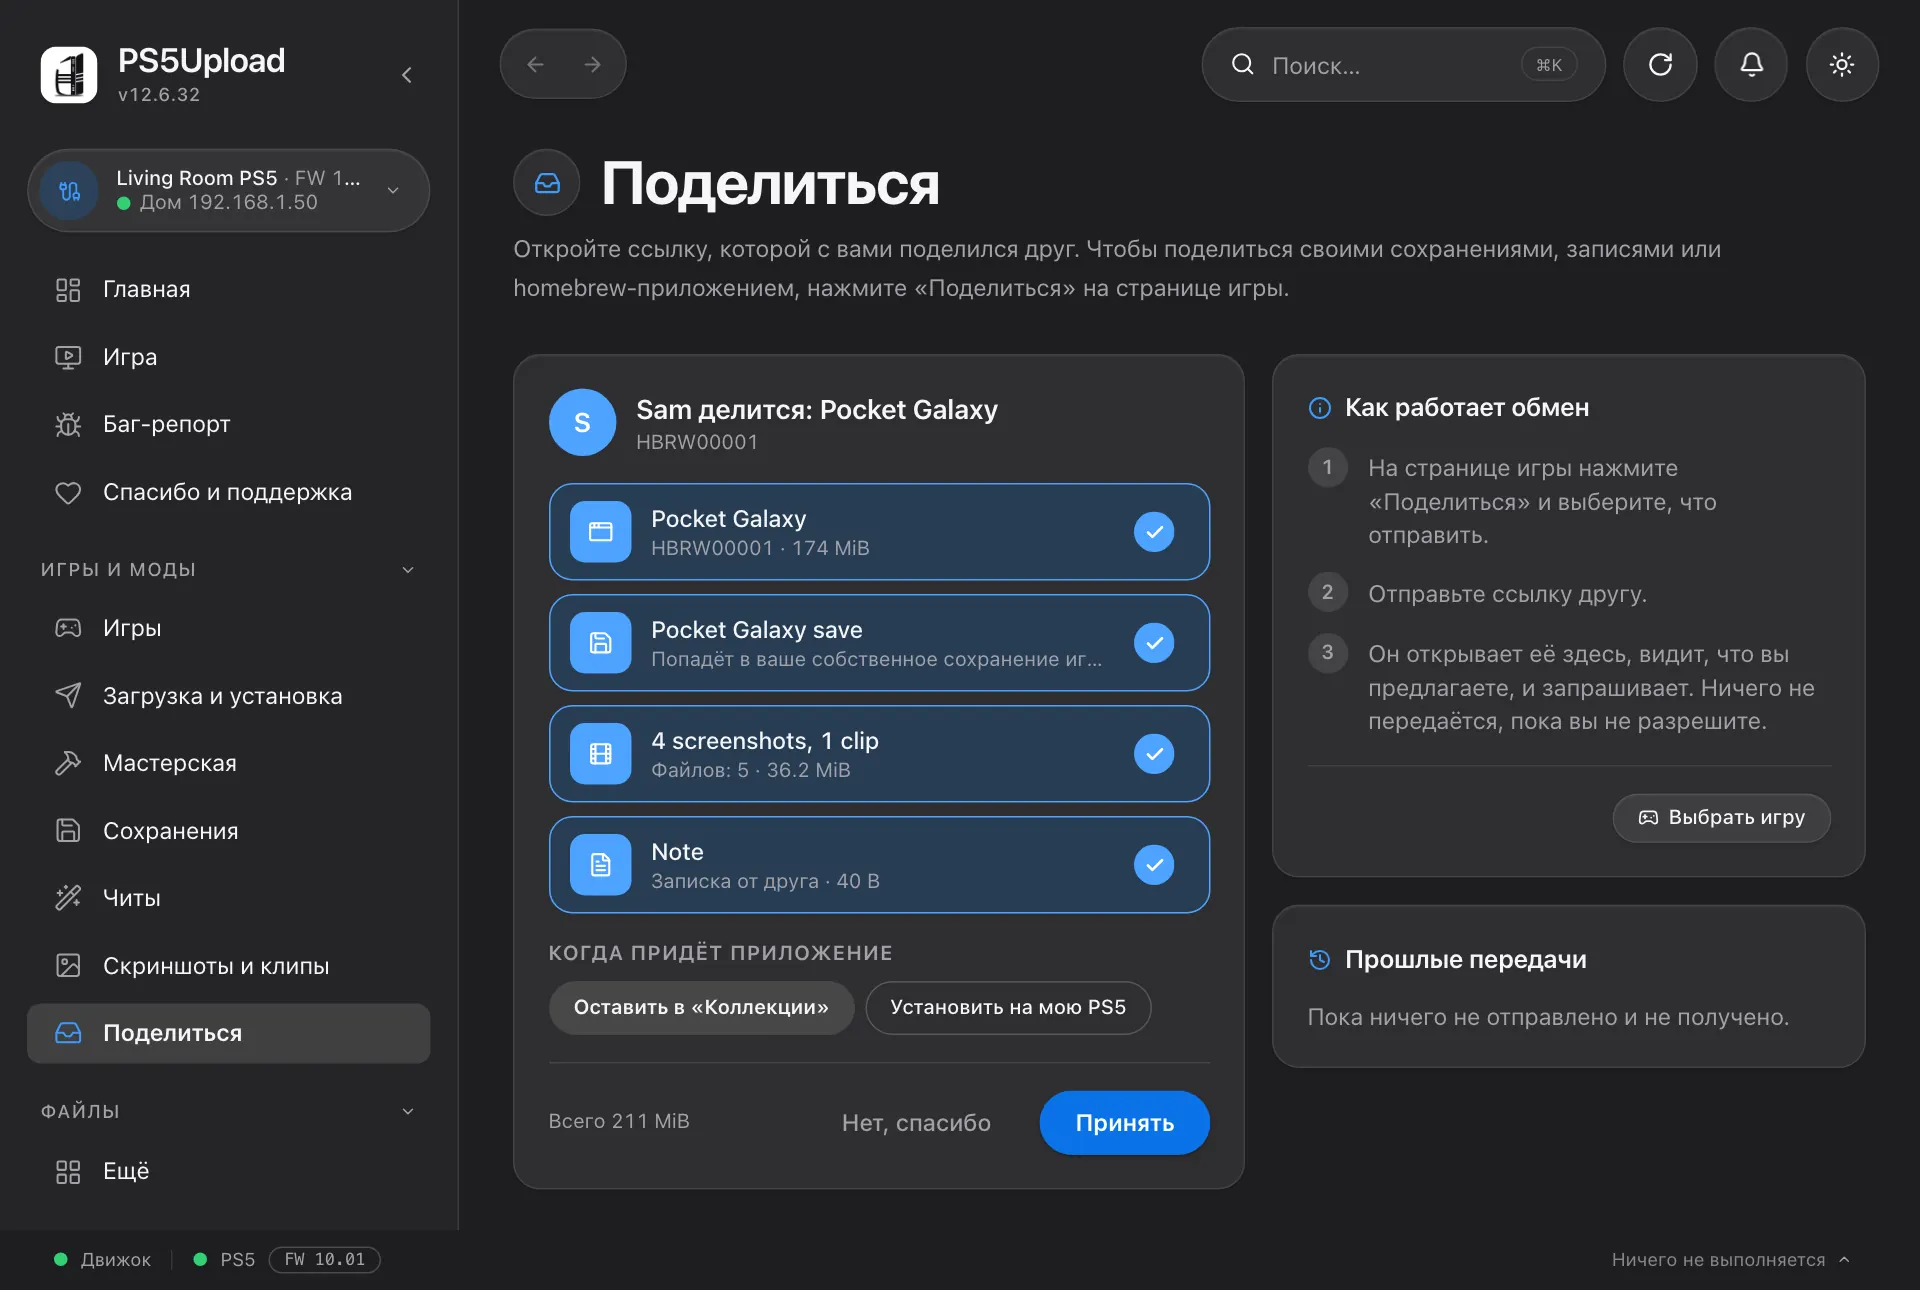 PS5Upload
v12.6.32
Living Room PS5 · FW 1...
Дом 192.168.1.50
Главная
Игра
Баг-репорт
Спасибо и поддержка
ИГРЫ И МОДЫ
Игры
Загрузка и установка
Мастерская
Сохранения
Читы
Скриншоты и клипы
Поделиться
ФАЙЛЫ
Ещё
Поиск...
⌘K
Поделиться
Откройте ссылку, которой с вами поделился друг. Чтобы поделиться своими сохранениями, записями или
homebrew-приложением, нажмите «Поделиться» на странице игры.
S
Sam делится: Pocket Galaxy
HBRW00001
Pocket Galaxy
HBRW00001 · 174 MiB
Pocket Galaxy save
Попадёт в ваше собственное сохранение иг...
4 screenshots, 1 clip
Файлов: 5 · 36.2 MiB
Note
Записка от друга · 40 B
КОГДА ПРИДЁТ ПРИЛОЖЕНИЕ
Оставить в «Коллекции»
Установить на мою PS5
Всего 211 MiB
Нет, спасибо
Принять
Как работает обмен
1
На странице игры нажмите
«Поделиться» и выберите, что
отправить.
2
Отправьте ссылку другу.
3
Он открывает её здесь, видит, что вы
предлагаете, и запрашивает. Ничего не
передаётся, пока вы не разрешите.
Выбрать игру
Прошлые передачи
Пока ничего не отправлено и не получено.
Движок
PS5
FW 10.01
Ничего не выполняется